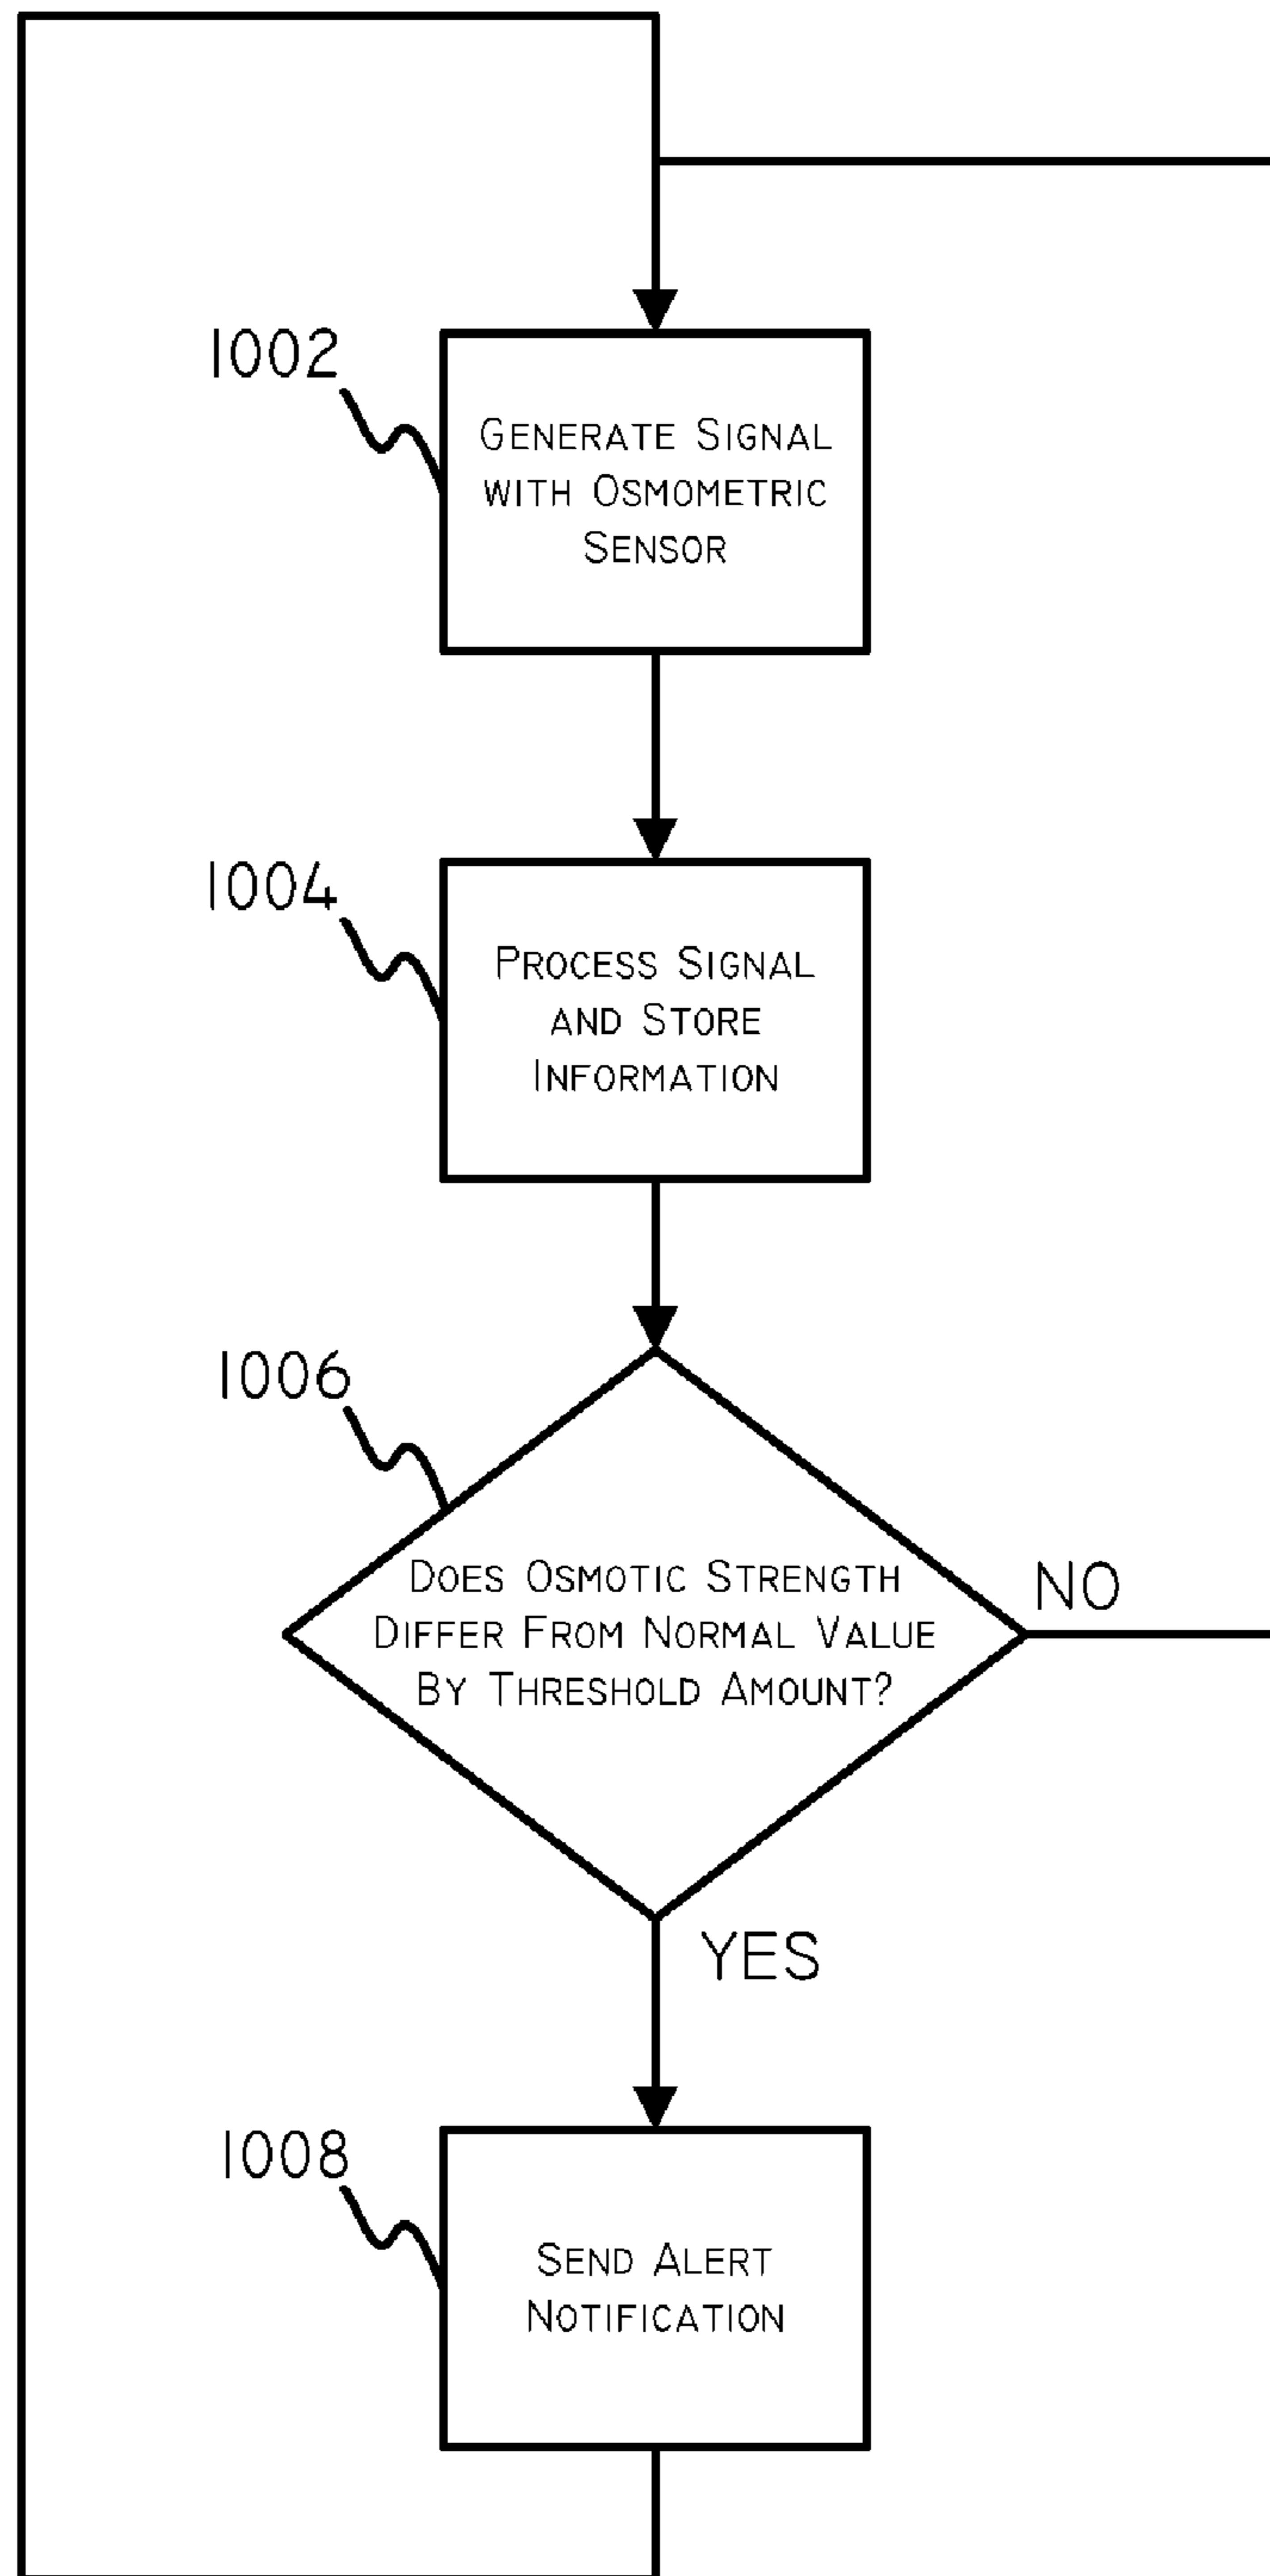 1002
GENERATE SIGNAL
WITH OSMOMETRIC
SENSOR
1004
PROCESS SIGNAL
AND STORE
INFORMATION
1006
DOES OSMOTIC STRENGTH
DIFFER FROM NORMAL VALUE
BY THRESHOLD AMOUNT?
NO
YES
1008
SEND ALERT
NOTIFICATION